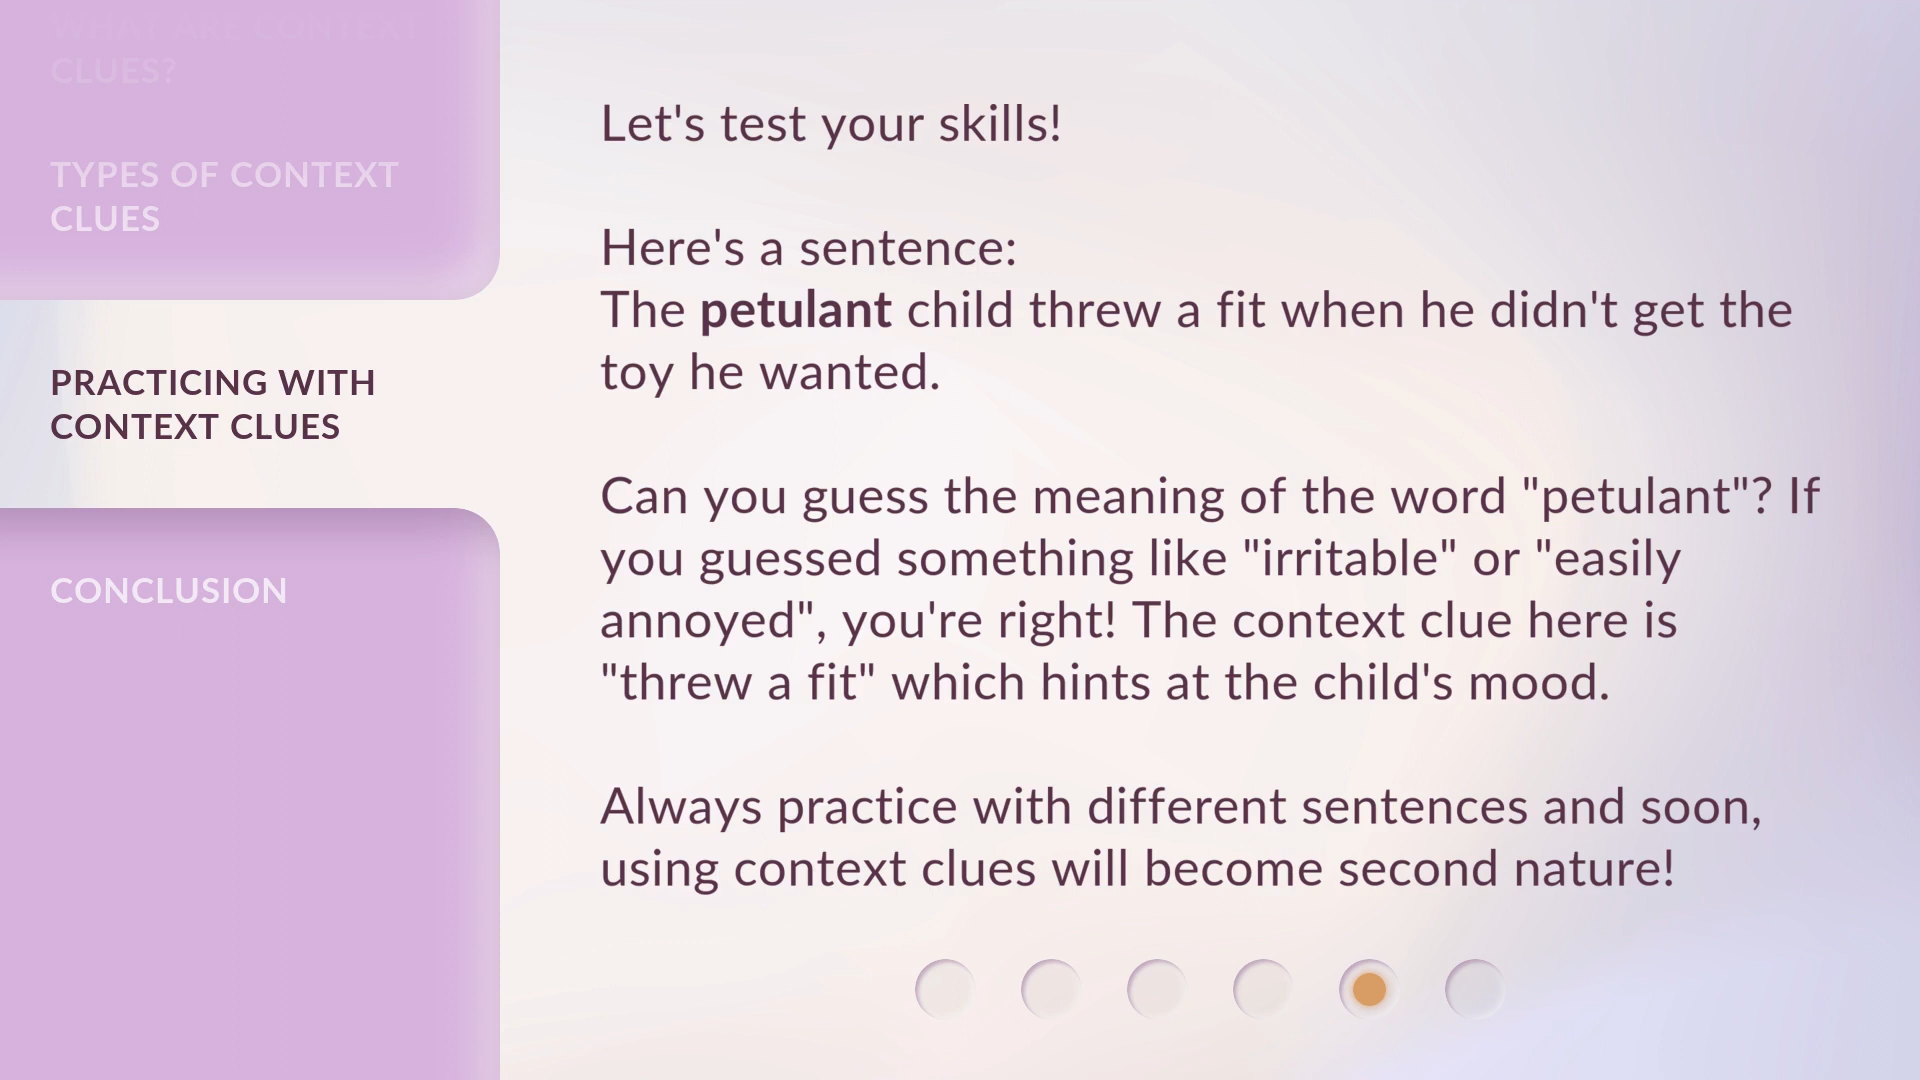 WHAT ARE CONTEXT
CLUES?
TYPES OF CONTEXT
CLUES
PRACTICING WITH
CONTEXT CLUES
CONCLUSION
Let's test your skills!
Here's a sentence:
The petulant child threw a fit when he didn't get the
toy he wanted.
Can you guess the meaning of the word "petulant"? If
you guessed something like "irritable" or "easily
annoyed", you're right! The context clue here is
"threw a fit" which hints at the child's mood.
Always practice with different sentences and soon,
using context clues will become second nature!